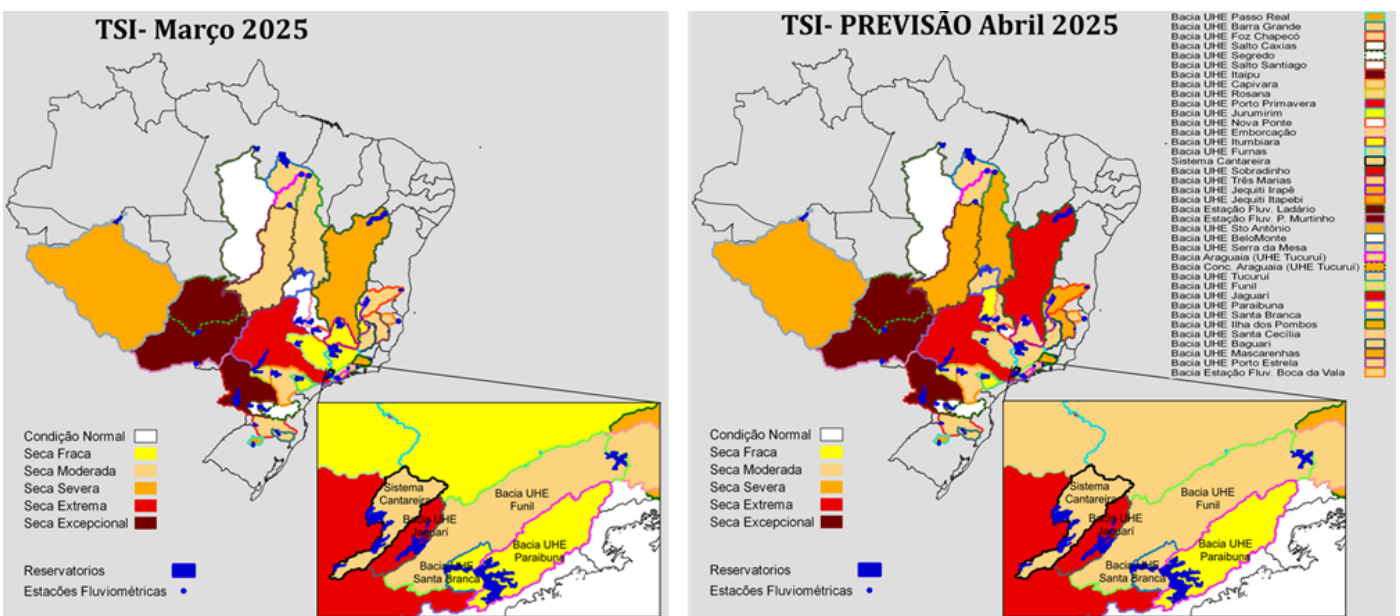 TSI- Março 2025
Condição Normal
Seca Fraca
Seca Moderada
Seca Severa
Seca Extrema
Seca Excepcional
Reservatorios
Estacões Fluviométricas
Sistema
Cantareira
Bacia UHE
Jaguarí
Bacia UHE
Funil
Bacia UHE
Paraibuna
Bacia UHE
Santa Branca
TSI- PREVISÃO Abril 2025
Bacia UHE Passo Real
Bacia UHE Barra Grande
Bacia UHE Foz Chapecó
Bacia UHE Salto Caxias
Bacia UHE Segredo
Bacia UHE Salto Santiago
Bacia UHE Itaipu
Bacia UHE Capivara
Bacia UHE Rosana
Bacia UHE Porto Primavera
Bacia UHE Jurumirim
Bacia UHE Nova Ponte
Bacia UHE Emborcação
Bacia UHE Itumbiara
Bacia UHE Furnas
Sistema Cantareira
Bacia UHE Sobradinho
Bacia UHE Três Marias
Bacia UHE Jequiti Irapê
Bacia UHE Jequiti Itapebi
Bacia Estação Fluv. Ladário
Bacia Estação Fluv. P. Murtinho
Bacia UHE Sto Antônio
Bacia UHE BeloMonte
Bacia UHE Serra da Mesa
Bacia Araguaia (UHE Tucuruí)
Bacia Conc. Araguaia (UHE Tucuruí)
Bacia UHE Tucuruí
Bacia UHE Funil
Bacia UHE Jaguarí
Bacia UHE Paraibuna
Bacia UHE Santa Branca
Bacia UHE Ilha dos Pombos
Bacia UHE Santa Cecília
Bacia UHE Baguari
Bacia UHE Mascarenhas
Bacia UHE Porto Estrela
Bacia Estação Fluv. Boca da Vala
Condição Normal
Seca Fraca
Seca Moderada
Seca Severa
Seca Extrema
Seca Excepcional
Reservatorios
Estacões Fluviométricas
Sistema
Cantareira
Bacia UHE
Jaguarí
Bacia UHE
Funil
Bacia UHE
Paraibuna
Bacia UHE
Santa Branca